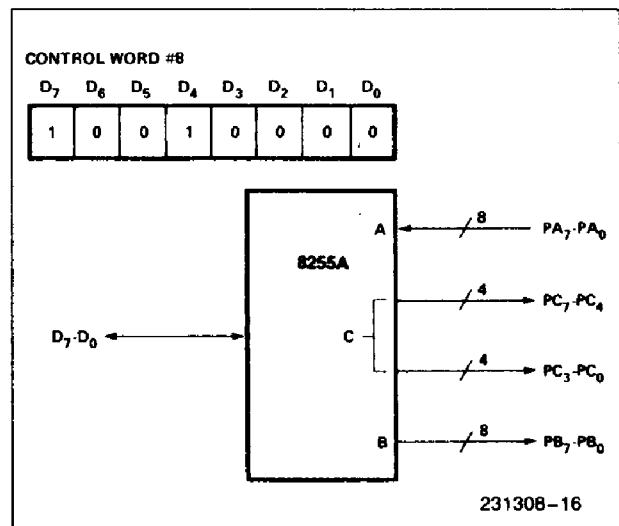 CONTROL WORD #8
D7 D6 D5 D4 D3 D2 D1 D0
1 0 0 1 0 0 0 0
A 8 PA7-PA0
8255A
4 PC7-PC4
D7-D0 C
4 PC3-PC0
B 8 PB7-PB0
231308-16